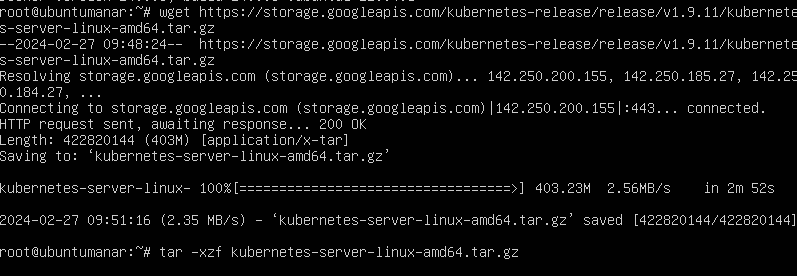 root@ubuntumanar:~# wget https://storage.googleapis.com/kubernetes-release/release/v1.9.11/kubernete
s-server-linux-amd64.tar.gz
--2024-02-27 09:48:24--  https://storage.googleapis.com/kubernetes-release/release/v1.9.11/kubernete
s-server-linux-amd64.tar.gz
Resolving storage.googleapis.com (storage.googleapis.com)... 142.250.200.155, 142.250.185.27, 142.25
0.184.27, ...
Connecting to storage.googleapis.com (storage.googleapis.com)|142.250.200.155|:443... connected.
HTTP request sent, awaiting response... 200 OK
Length: 422820144 (403M) [application/x-tar]
Saving to: ‘kubernetes-server-linux-amd64.tar.gz’
kubernetes-server-linux- 100%[==================================>] 403.23M  2.56MB/s    in 2m 52s
2024-02-27 09:51:16 (2.35 MB/s) - ‘kubernetes-server-linux-amd64.tar.gz’ saved [422820144/422820144]
root@ubuntumanar:~# tar -xzf kubernetes-server-linux-amd64.tar.gz